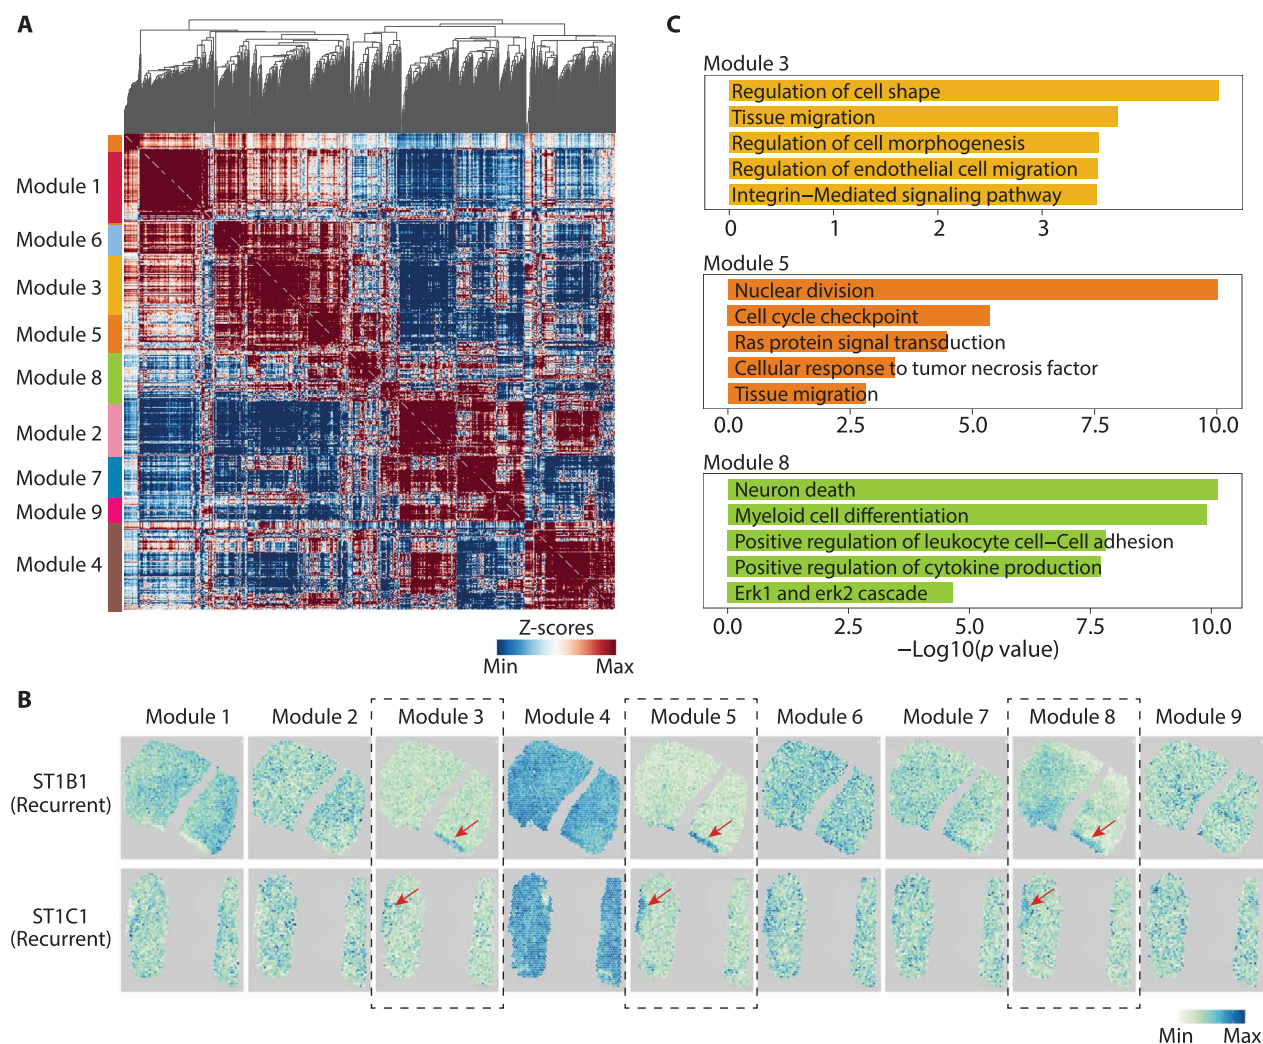 A
Module 1
Module 6
Module 3
Module 5
Module 8
Module 2
Module 7
Module 9
Module 4
Z-scores
Min Max
C
Module 3
Regulation of cell shape
Tissue migration
Regulation of cell morphogenesis
Regulation of endothelial cell migration
Integrin−Mediated signaling pathway
0 1 2 3
Module 5
Nuclear division
Cell cycle checkpoint
Ras protein signal transduction
Cellular response to tumor necrosis factor
Tissue migration
0.0 2.5 5.0 7.5 10.0
Module 8
Neuron death
Myeloid cell differentiation
Positive regulation of leukocyte cell−Cell adhesion
Positive regulation of cytokine production
Erk1 and erk2 cascade
0.0 2.5 5.0 7.5 10.0
−Log10(p value)
B
Module 1 Module 2 Module 3 Module 4 Module 5 Module 6 Module 7 Module 8 Module 9
ST1B1
(Recurrent)
ST1C1
(Recurrent)
Min Max